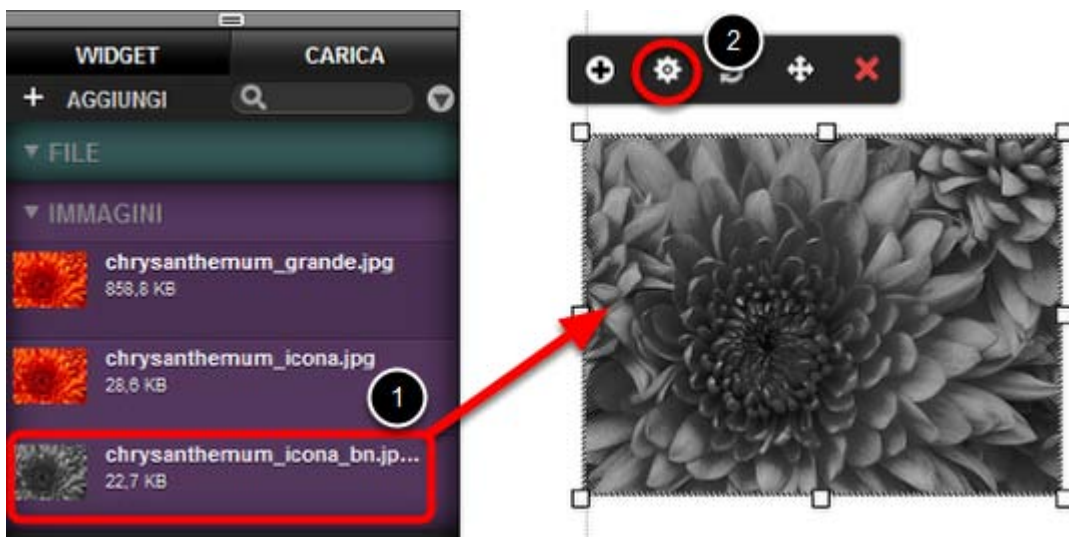 WIDGET
CARICA
+ AGGIUNGI
FILE
IMMAGINI
chrysanthemum_grande.jpg
858,8 KB
chrysanthemum_icona.jpg
28,6 KB
1
chrysanthemum_icona_bn.jp...
22,7 KB
2